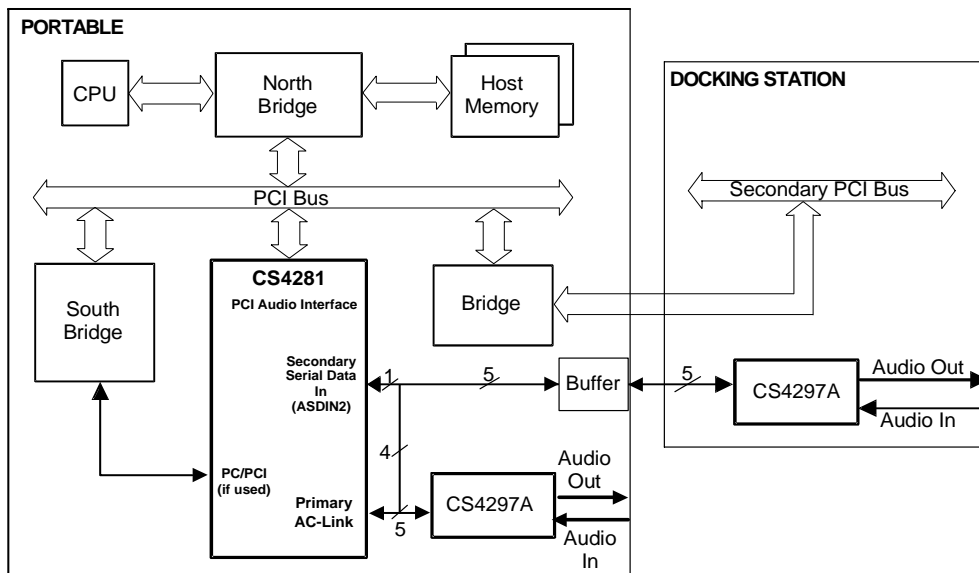 PORTABLE
CPU
North
Bridge
Host
Memory
PCI Bus
South
Bridge
CS4281
PCI Audio Interface
Secondary
Serial Data
In
(ASDIN2)
PC/PCI
(if used)
Primary
AC-Link
Bridge
1
5
Buffer
4
5
CS4297A
Audio
Out
Audio
In
DOCKING STATION
Secondary PCI Bus
5
CS4297A
Audio Out
Audio In